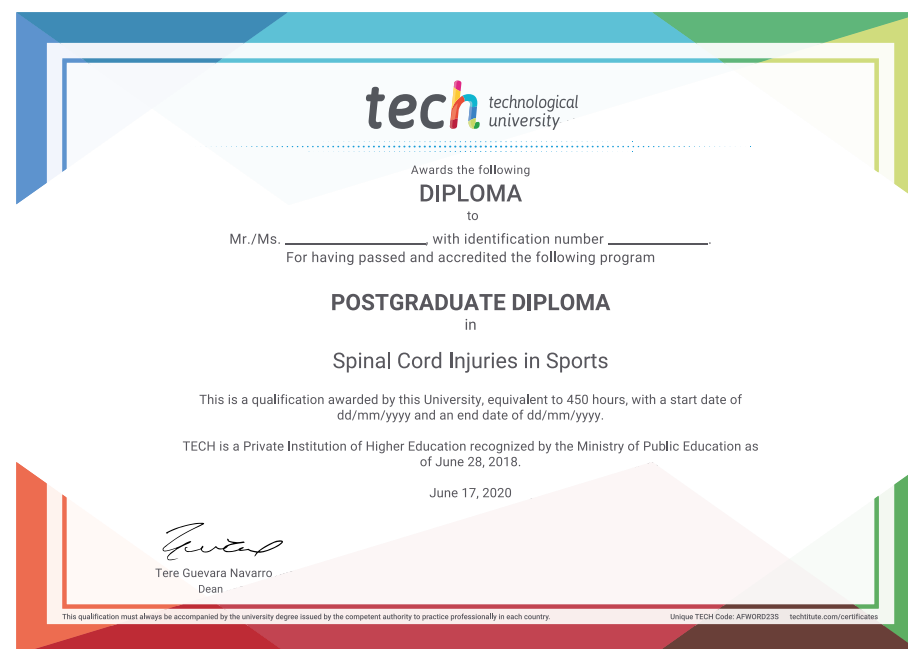 tech technological
university
Awards the following
DIPLOMA
to
Mr./Ms. ____________, with identification number ____________.
For having passed and accredited the following program
POSTGRADUATE DIPLOMA
in
Spinal Cord Injuries in Sports
This is a qualification awarded by this University, equivalent to 450 hours, with a start date of
dd/mm/yyyy and an end date of dd/mm/yyyy.
TECH is a Private Institution of Higher Education recognized by the Ministry of Public Education as
of June 28, 2018.
June 17, 2020
Tere Guevara Navarro
Dean
This qualification must always be accompanied by the university degree issued by the competent authority to practice professionally in each country. Unique TECH Code: AFWORD23S techtitute.com/certificates